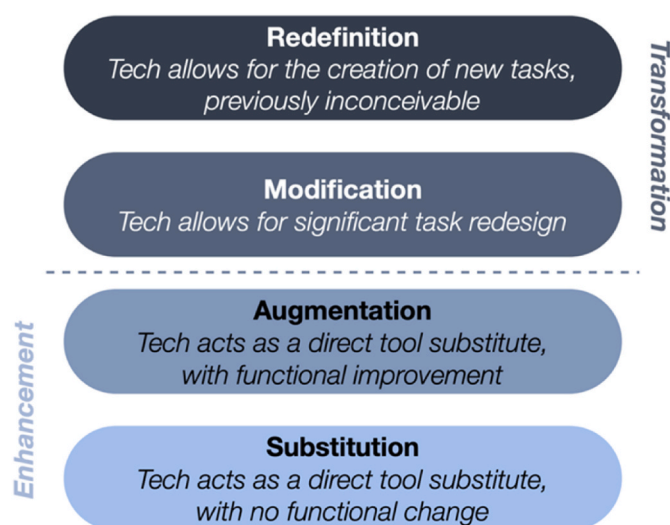 Redefinition
Tech allows for the creation of new tasks,
previously inconceivable
Transformation
Modification
Tech allows for significant task redesign
Enhancement
Augmentation
Tech acts as a direct tool substitute,
with functional improvement
Substitution
Tech acts as a direct tool substitute,
with no functional change